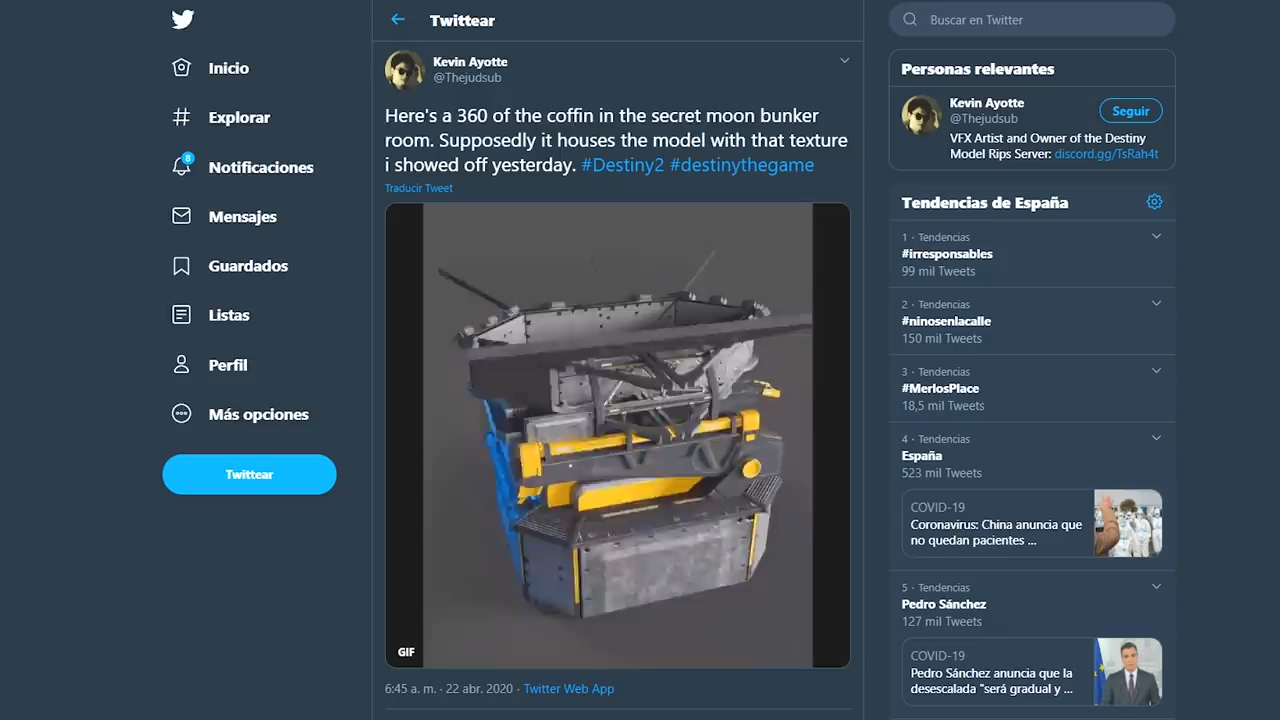 Inicio
Explorar
8
Notificaciones
Mensajes
Guardados
Listas
Perfil
Más opciones
Twittear
Twittear
Kevin Ayotte
@Thejudsub
Here's a 360 of the coffin in the secret moon bunker
room. Supposedly it houses the model with that texture
i showed off yesterday. #Destiny2 #destinythegame
Traducir Tweet
GIF
6:45 a. m. · 22 abr. 2020 · Twitter Web App
Buscar en Twitter
Personas relevantes
Kevin Ayotte
@Thejudsub
Seguir
VFX Artist and Owner of the Destiny
Model Rips Server: discord.gg/TsRah4t
Tendencias de España
1 · Tendencias
#irresponsables
99 mil Tweets
2 · Tendencias
#ninosenlacalle
150 mil Tweets
3 · Tendencias
#MerlosPlace
18,5 mil Tweets
4 · Tendencias
España
523 mil Tweets
COVID-19
Coronavirus: China anuncia que
no quedan pacientes ...
5 · Tendencias
Pedro Sánchez
127 mil Tweets
COVID-19
Pedro Sánchez anuncia que la
desescalada "será gradual y ...